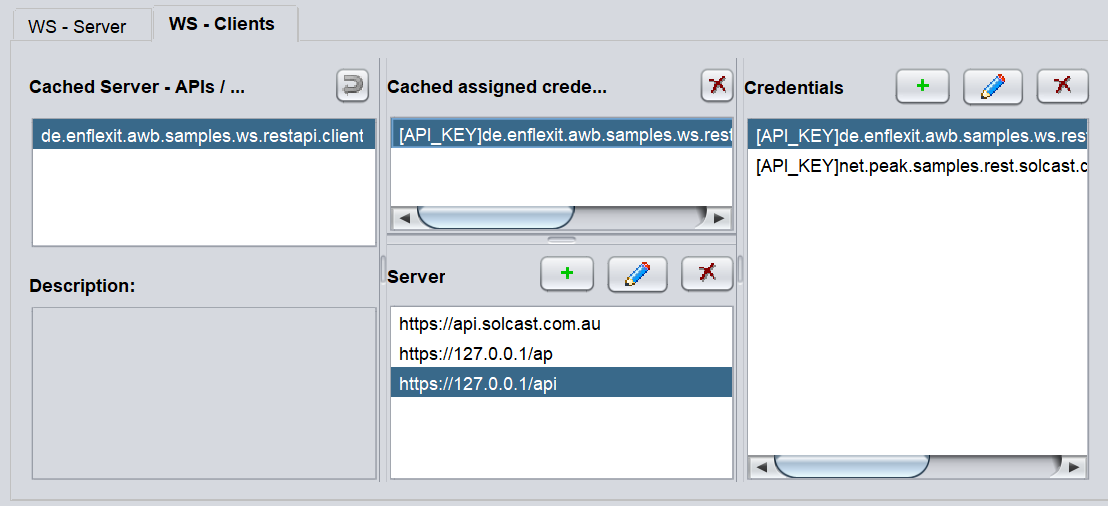 WS - Server
WS - Clients
Cached Server - APIs / ...
de.enflexit.awb.samples.ws.restapi.client
Description:
Cached assigned crede...
[API_KEY]de.enflexit.awb.samples.ws.rest
Server
https://api.solcast.com.au
https://127.0.0.1/ap
https://127.0.0.1/api
Credentials
[API_KEY]de.enflexit.awb.samples.ws.res
[API_KEY]net.peak.samples.rest.solcast.c